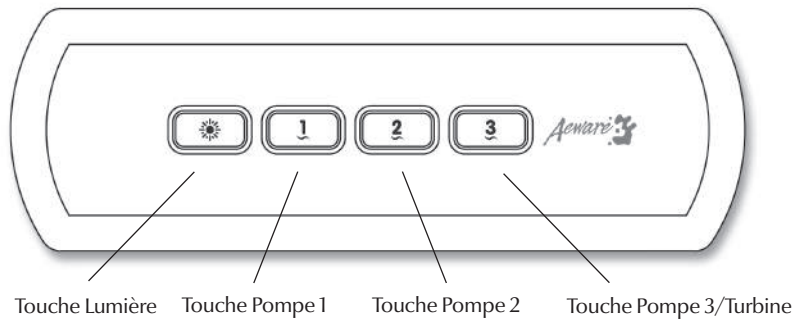 1 2 3 Aeware
Touche Lumière Touche Pompe 1 Touche Pompe 2 Touche Pompe 3/Turbine